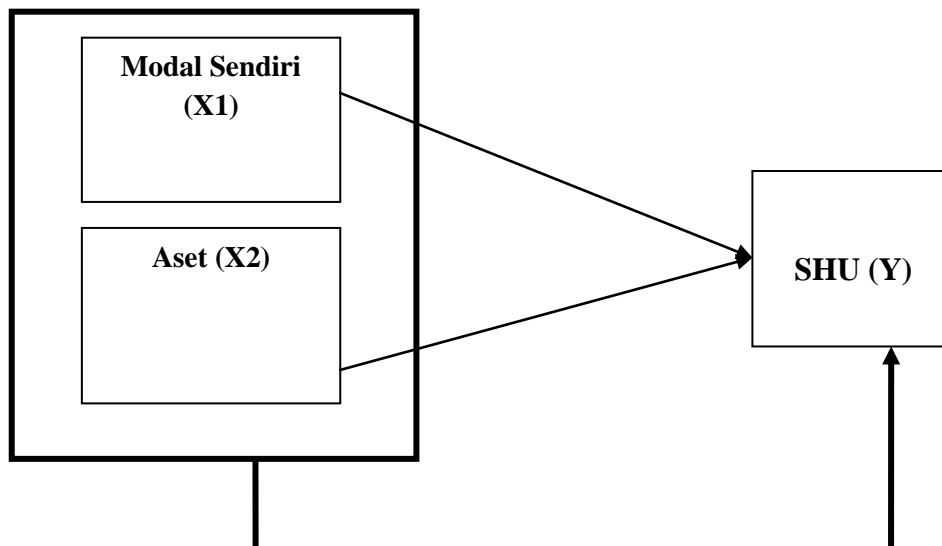 Modal Sendiri
(X1)
Aset (X2)
SHU (Y)